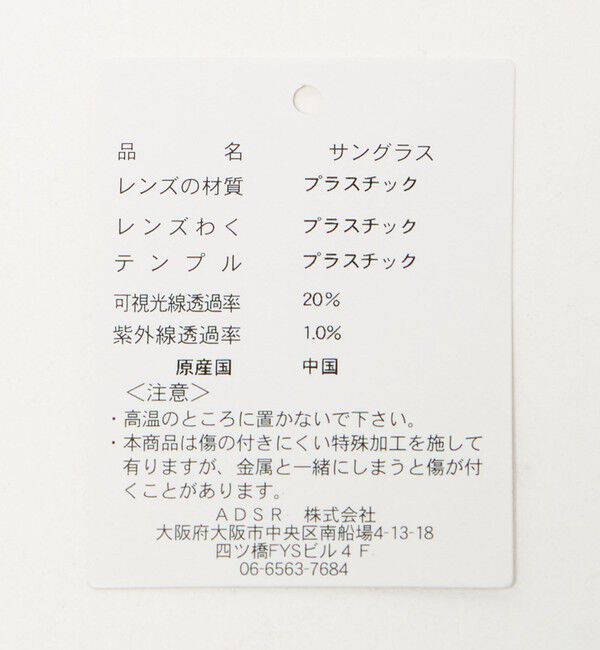 品名 サングラス
レンズの材質 プラスチック
レンズわく プラスチック
テンプル プラスチック
可視光線透過率 20%
紫外線透過率 1.0%
原産国 中国
＜注意＞
・高温のところに置かないで下さい。
・本商品は傷の付きにくい特殊加工を施して
有りますが、金属と一緒にしまうと傷が付
くことがあります。
ADSR 株式会社
大阪府大阪市中央区南船場4-13-18
四ツ橋FYSビル４Ｆ
06-6563-7684